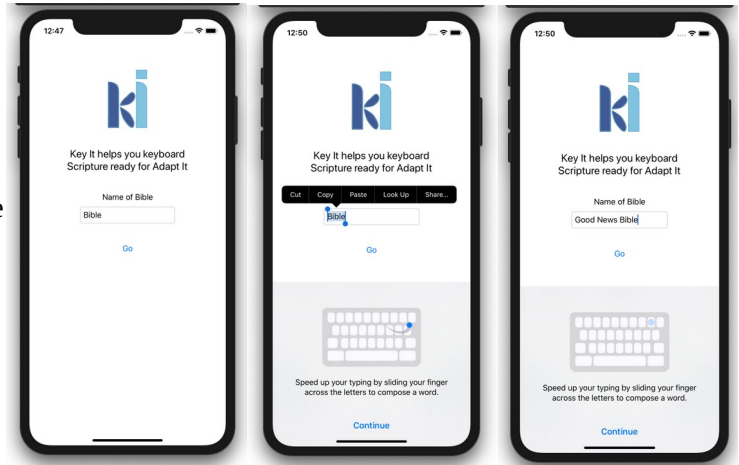 12:47
ki
Key It helps you keyboard
Scripture ready for Adapt It
Name of Bible
Bible
Go
e
12:50
ki
Key It helps you keyboard
Scripture ready for Adapt It
Cut Copy Paste Look Up Share...
Bible
Go
Speed up your typing by sliding your finger
across the letters to compose a word.
Continue
12:50
ki
Key It helps you keyboard
Scripture ready for Adapt It
Name of Bible
Good News Bible
Go
Speed up your typing by sliding your finger
across the letters to compose a word.
Continue